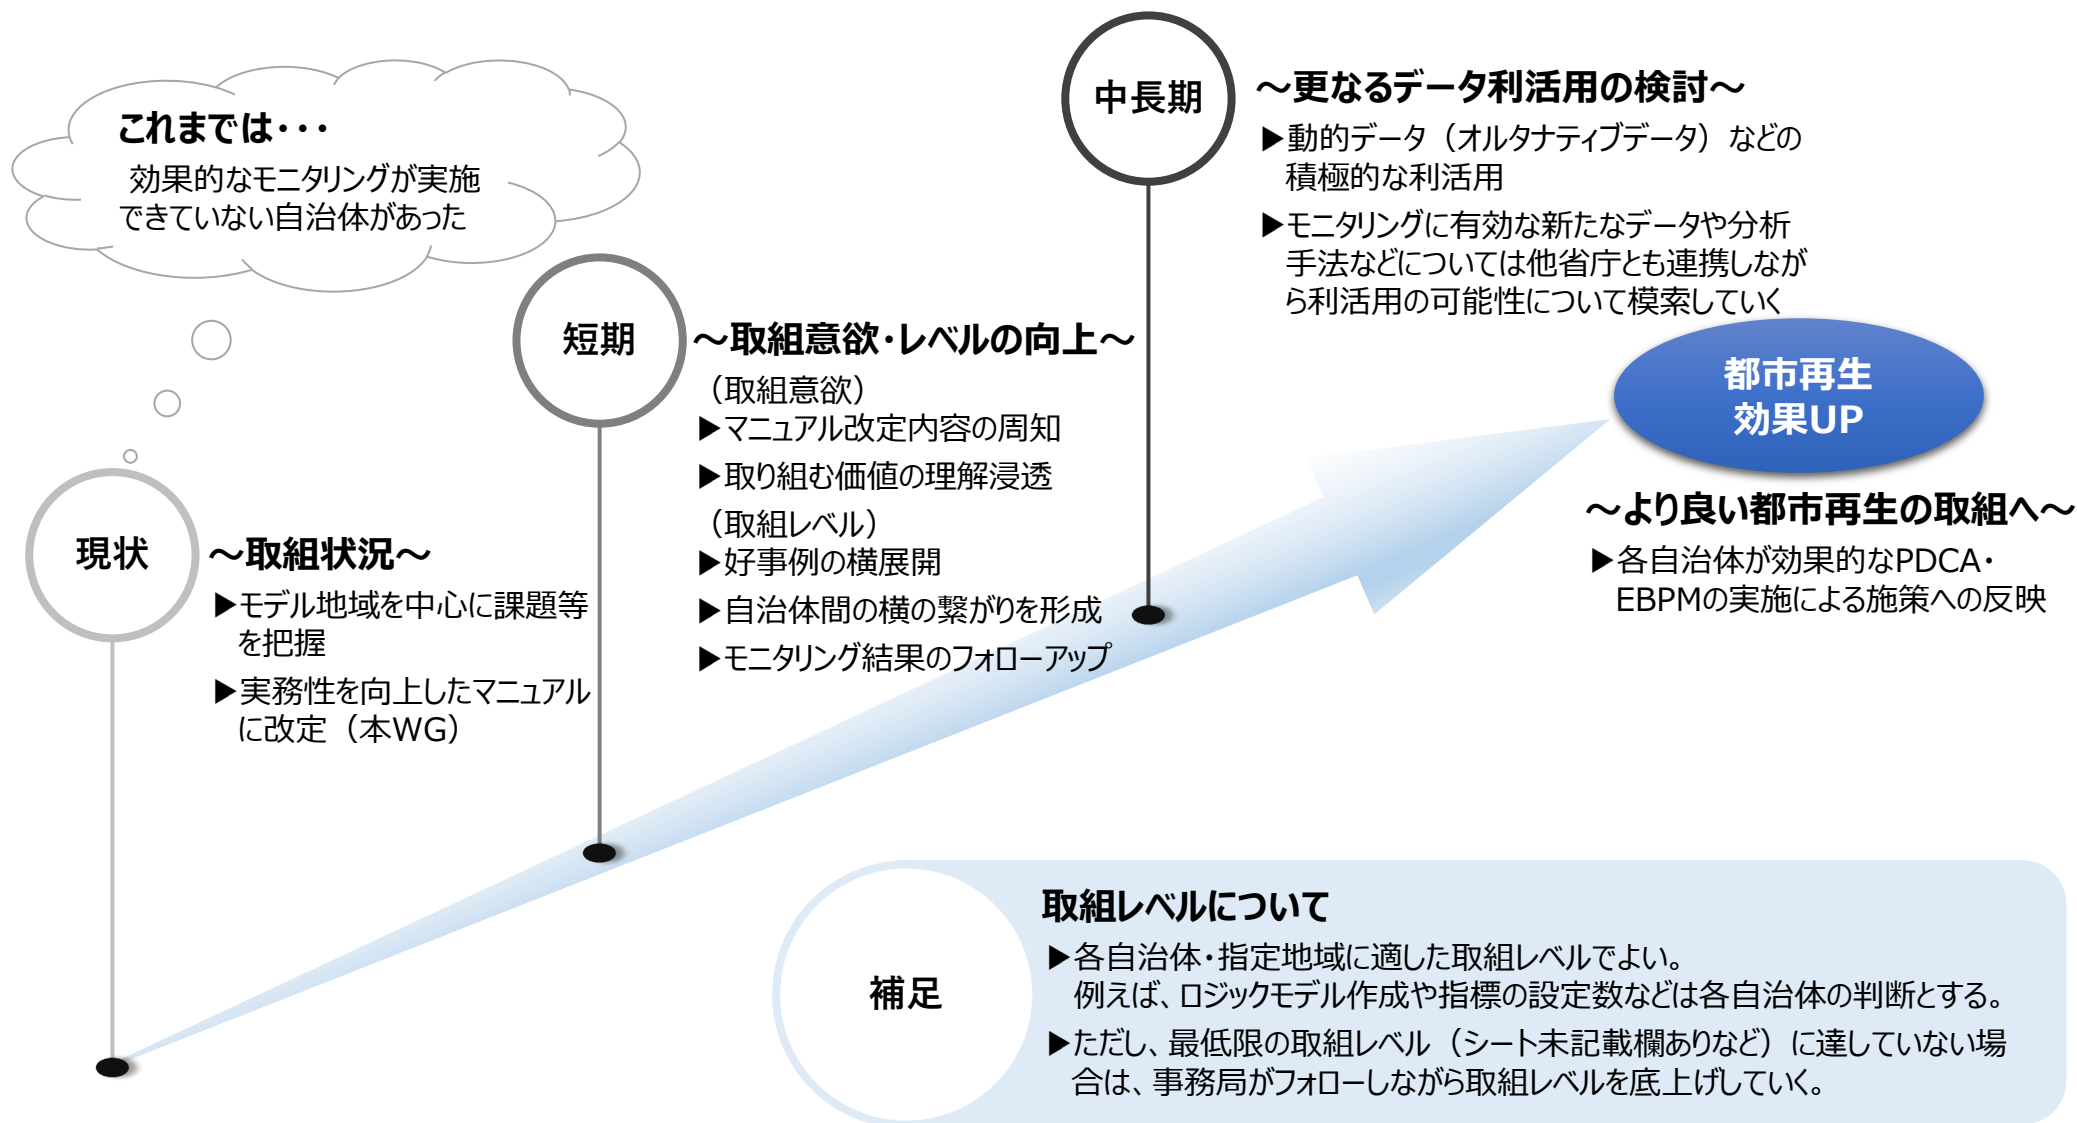 これまでは・・・
効果的なモニタリングが実施
できていない自治体があった
現状
～取組状況～
▶モデル地域を中心に課題等
を把握
▶実務性を向上したマニュアル
に改定（本WG）
短期
～取組意欲・レベルの向上～
（取組意欲）
▶マニュアル改定内容の周知
▶取り組む価値の理解浸透
（取組レベル）
▶好事例の横展開
▶自治体間の横の繋がりを形成
▶モニタリング結果のフォローアップ
中長期
～更なるデータ利活用の検討～
▶動的データ（オルタナティブデータ）などの
積極的な利活用
▶モニタリングに有効な新たなデータや分析
手法などについては他省庁とも連携しなが
ら利活用の可能性について模索していく
都市再生
効果UP
～より良い都市再生の取組へ～
▶各自治体が効果的なPDCA・
EBPMの実施による施策への反映
補足
取組レベルについて
▶各自治体・指定地域に適した取組レベルでよい。
例えば、ロジックモデル作成や指標の設定数などは各自治体の判断とする。
▶ただし、最低限の取組レベル（シート未記載欄ありなど）に達していない場
合は、事務局がフォローしながら取組レベルを底上げしていく。